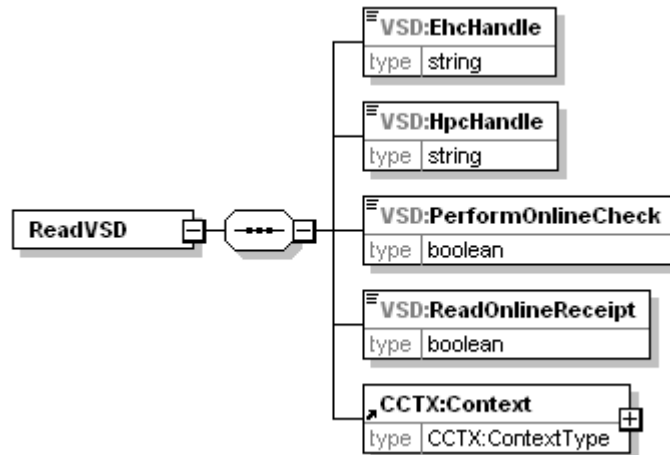 VSD:EhcHandle
type string
VSD:HpcHandle
type string
ReadVSD
VSD:PerformOnlineCheck
type boolean
VSD:ReadOnlineReceipt
type boolean
CCTX:Context
type CCTX:ContextType